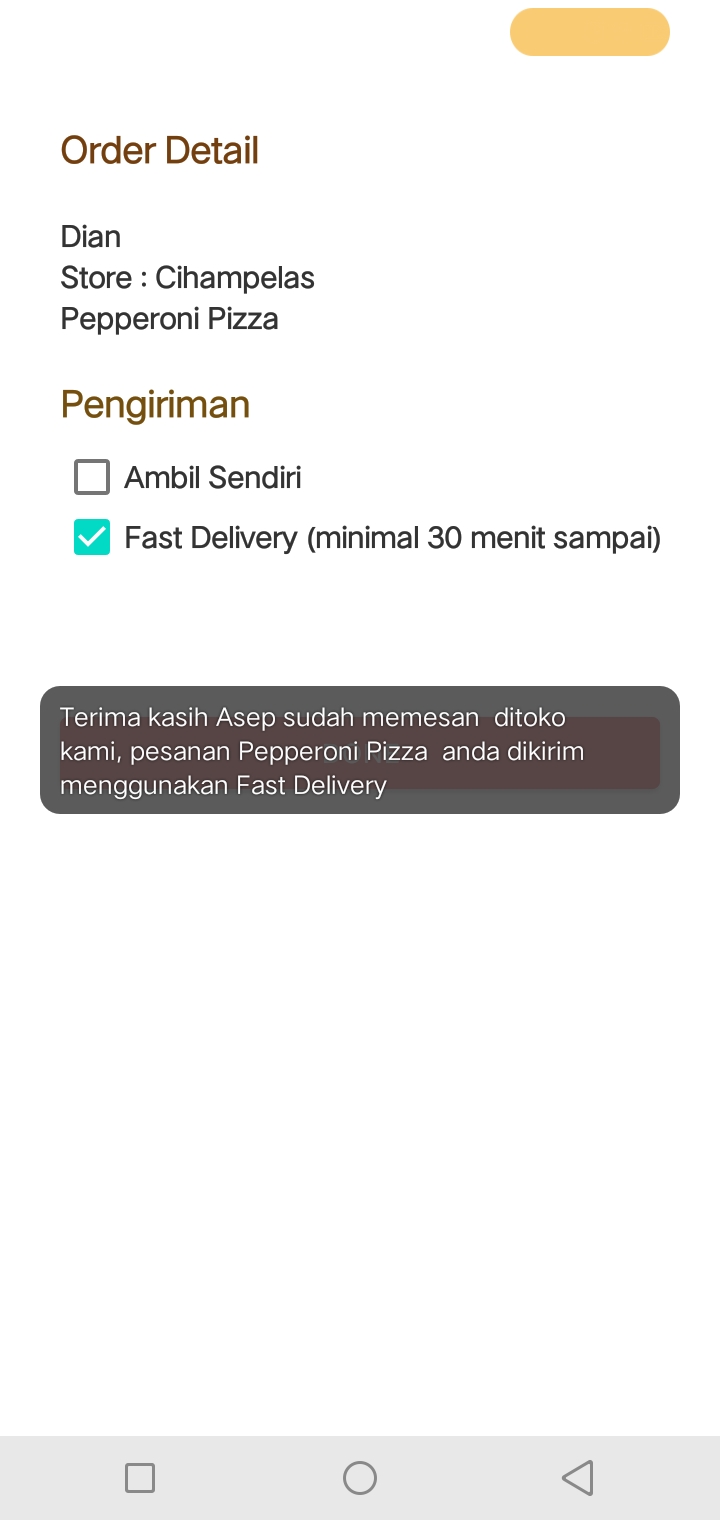 Order Detail
Dian
Store : Cihampelas
Pepperoni Pizza
Pengiriman
Ambil Sendiri
Fast Delivery (minimal 30 menit sampai)
Terima kasih Asep sudah memesan  ditoko
kami, pesanan Pepperoni Pizza  anda dikirim
menggunakan Fast Delivery